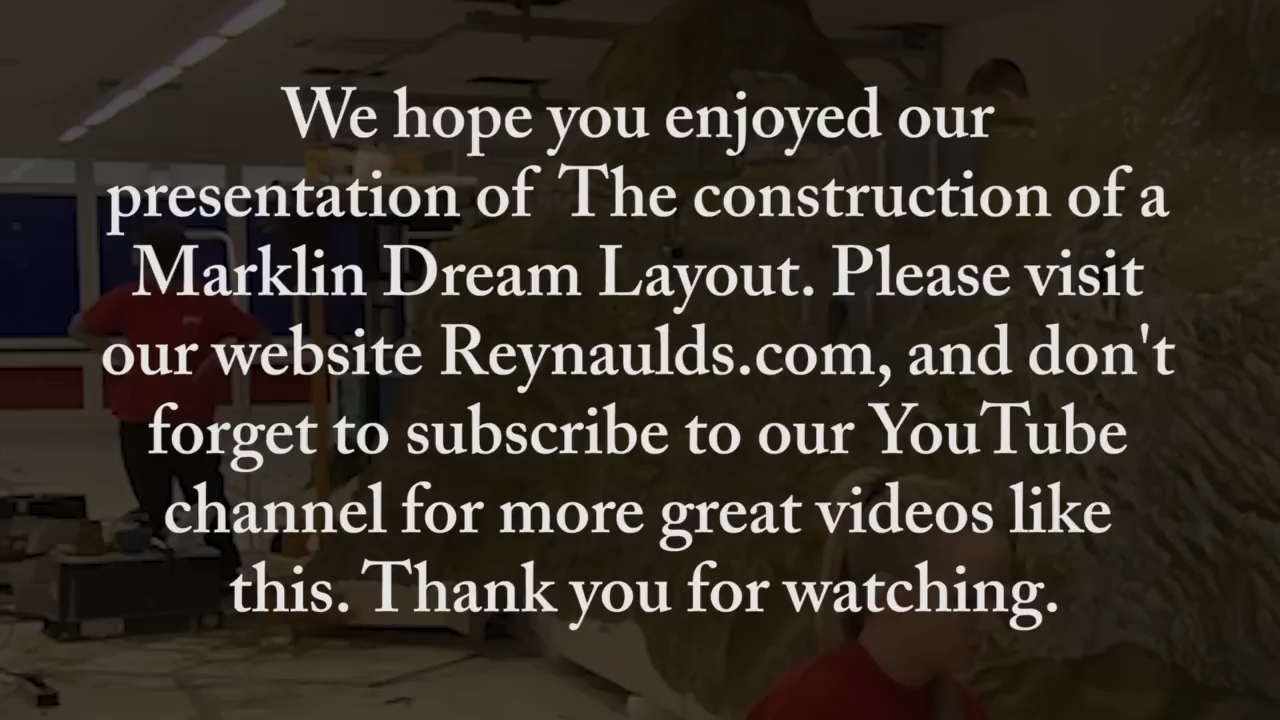 We hope you enjoyed our
presentation of The construction of a
Marklin Dream Layout. Please visit
our website Reynaulds.com, and don't
forget to subscribe to our YouTube
channel for more great videos like
this. Thank you for watching.